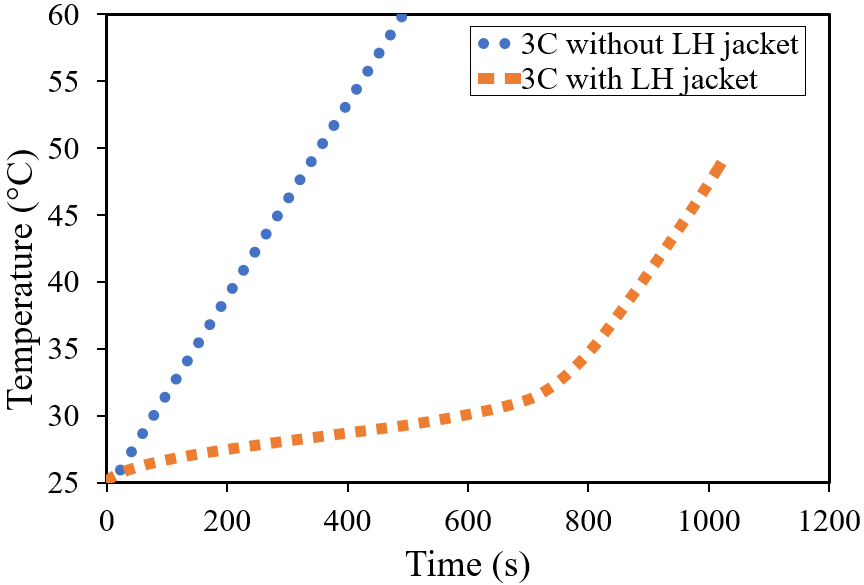 60
55
50
45
40
35
30
25
Temperature (°C)
3C without LH jacket
3C with LH jacket
0 200 400 600 800 1000 1200
Time (s)